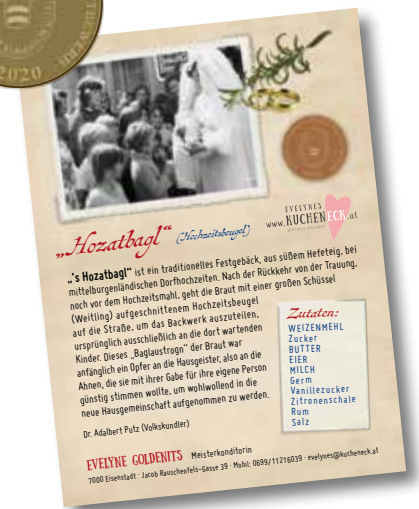 2020
EVELYNES
www.KUCHENECK.at
„Hozatbagl“ (Hochzeitsbeugel)
„'s Hozatbagl“ ist ein traditionelles Festgebäck, aus süßem Hefeteig, bei
mittelburgenländischen Dorfhochzeiten. Nach der Rückkehr von der Trauung,
noch vor dem Hochzeitsmahl, geht die Braut mit einer großen Schüssel
(Weitling) aufgeschnittenem Hochzeitsbeugel
auf die Straße, um das Backwerk auszuteilen,
ursprünglich ausschließlich an die dort wartenden
Kinder. Dieses „Baglaustrogn“ der Braut war
anfänglich ein Opfer an die Hausgeister, also an die
Ahnen, die sie mit ihrer Gabe für ihre eigene Person
günstig stimmen wollte, um wohlwollend in die
neue Hausgemeinschaft aufgenommen zu werden.
Dr. Adalbert Putz (Volkskundler)
Zutaten:
WEIZENMEHL
Zucker
BUTTER
EIER
MILCH
Germ
Vanillezucker
Zitronenschale
Rum
Salz
EVELYNE GOLDENITS Meisterkonditorin
7000 Eisenstadt · Jacob Rauschenfels-Gasse 39 · Mobil: 0699/11216039 · evelynes@kucheneck.at